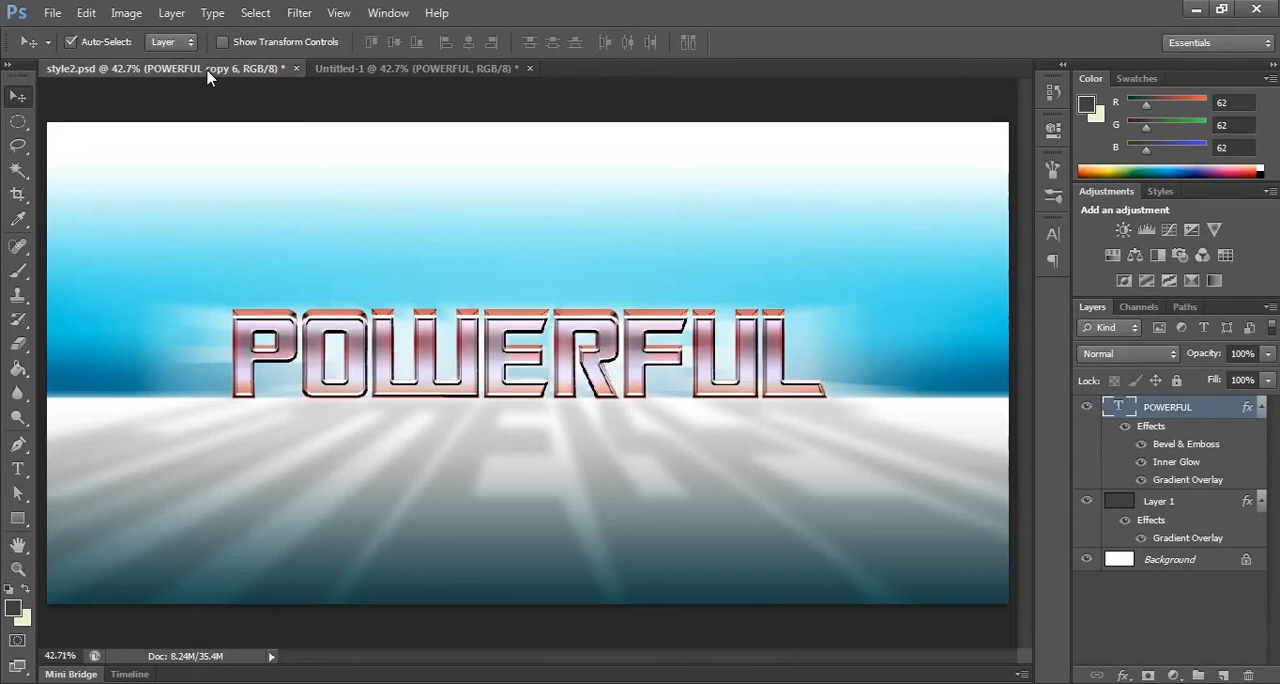 Ps File Edit Image Layer Type Select Filter View Window Help
Auto-Select: Layer Show Transform Controls Essentials
style2.psd @ 42.7% (POWERFUL copy 6, RGB/8) * × Untitled-1 @ 42.7% (POWERFUL, RGB/8) * ×
Color Swatches
R 62
G 62
B 62
Adjustments Styles
Add an adjustment
Layers Channels Paths
Kind
Normal Opacity: 100%
Lock: Fill: 100%
POWERFUL
T POWERFUL fx
Effects
Bevel & Emboss
Inner Glow
Gradient Overlay
Layer 1 fx
Effects
Gradient Overlay
Background
42.71% Doc: 8.24M/35.4M
Mini Bridge Timeline
fx